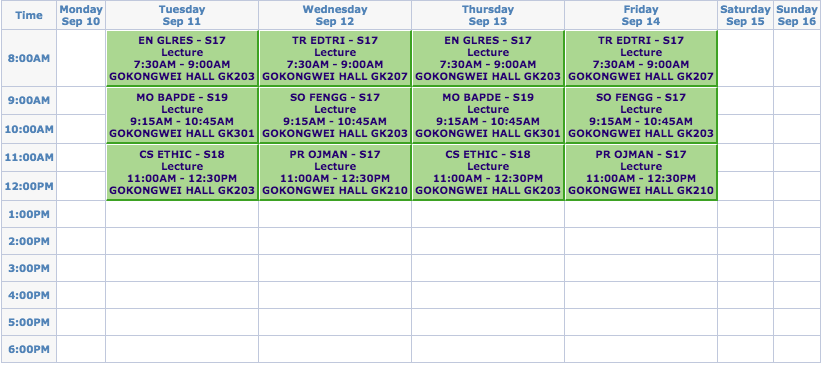 Time Monday Tuesday Wednesday Thursday Friday Saturday Sunday
Sep 10 Sep 11 Sep 12 Sep 13 Sep 14 Sep 15 Sep 16
8:00AM
EN GLRES - S17
Lecture
7:30AM - 9:00AM
GOKONGWEI HALL GK203
TR EDTRI - S17
Lecture
7:30AM - 9:00AM
GOKONGWEI HALL GK207
EN GLRES - S17
Lecture
7:30AM - 9:00AM
GOKONGWEI HALL GK203
TR EDTRI - S17
Lecture
7:30AM - 9:00AM
GOKONGWEI HALL GK207
9:00AM
MO BAPDE - S19
Lecture
9:15AM - 10:45AM
GOKONGWEI HALL GK301
SO FENGG - S17
Lecture
9:15AM - 10:45AM
GOKONGWEI HALL GK203
MO BAPDE - S19
Lecture
9:15AM - 10:45AM
GOKONGWEI HALL GK301
SO FENGG - S17
Lecture
9:15AM - 10:45AM
GOKONGWEI HALL GK203
10:00AM
11:00AM
CS ETHIC - S18
Lecture
11:00AM - 12:30PM
GOKONGWEI HALL GK203
PR OJMAN - S17
Lecture
11:00AM - 12:30PM
GOKONGWEI HALL GK210
CS ETHIC - S18
Lecture
11:00AM - 12:30PM
GOKONGWEI HALL GK203
PR OJMAN - S17
Lecture
11:00AM - 12:30PM
GOKONGWEI HALL GK210
12:00PM
1:00PM
2:00PM
3:00PM
4:00PM
5:00PM
6:00PM